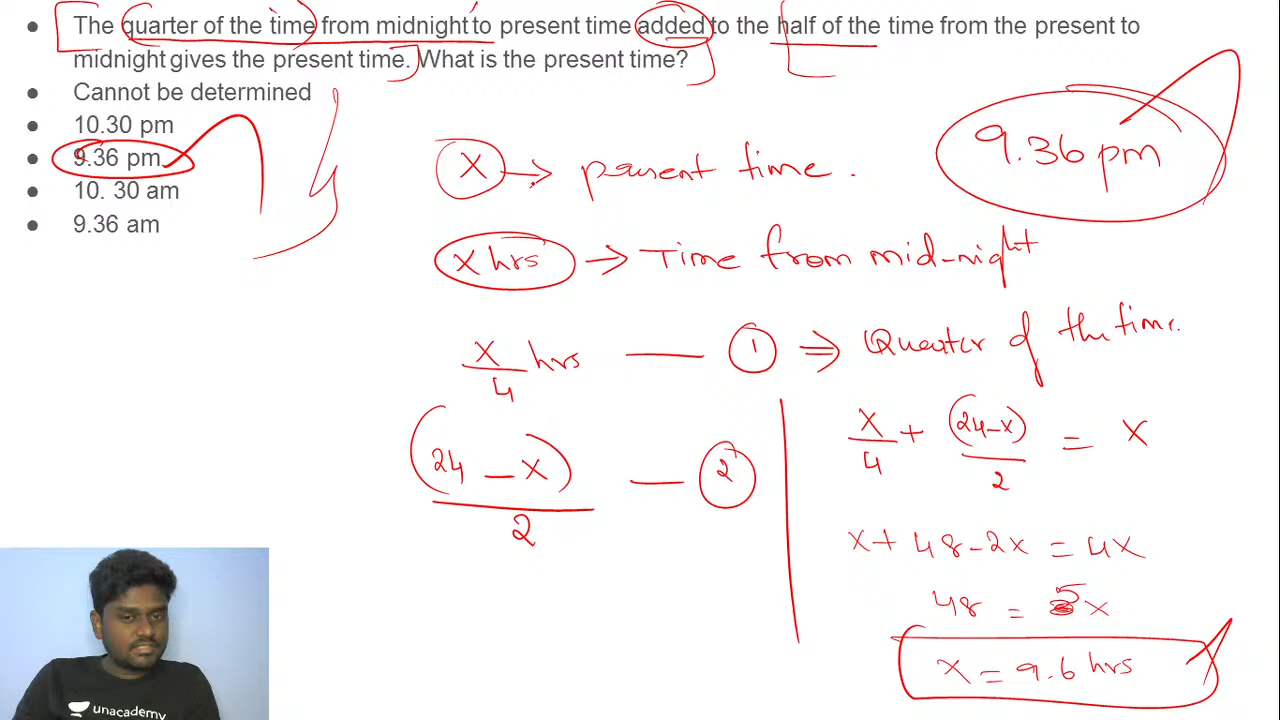 • The quarter of the time from midnight to present time added to the half of the time from the present to
midnight gives the present time. What is the present time?
• Cannot be determined
• 10.30 pm
• 9.36 pm
• 10. 30 am
• 9.36 am
9.36 pm
X → present time.
X hrs → Time from mid-night
X/4 hrs — ① ⇒ Quarter of the time.
(24 - X)/2 — ②
X/4 + (24-X)/2 = X
X + 48 - 2X = 4X
48 = 5X
X = 9.6 hrs
unacademy